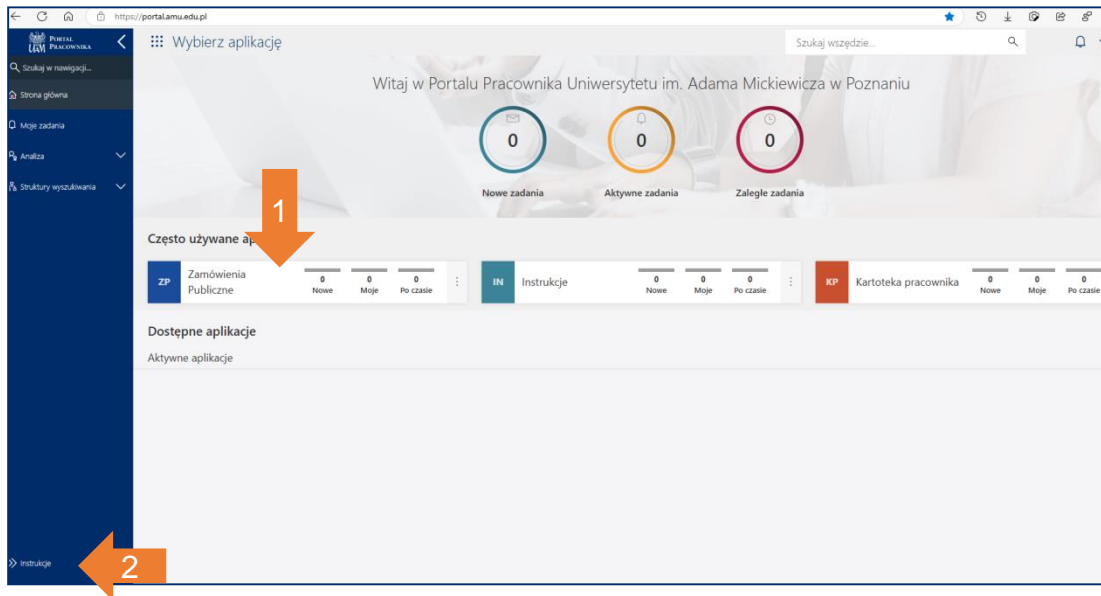 https://portal.amu.edu.pl
PORTAL
UAM PRACOWNIKA
Szukaj w nawigacji...
Strona główna
Moje zadania
Analiza
Struktury wyszukiwania
Instrukcje
2
Wybierz aplikację
Szukaj wszędzie...
Witaj w Portalu Pracownika Uniwersytetu im. Adama Mickiewicza w Poznaniu
0
0
0
Nowe zadania
Aktywne zadania
Zaległe zadania
1
Często używane ap
ZP
Zamówienia
Publiczne
0 0 0
Nowe Moje Po czasie
IN
Instrukcje
0 0 0
Nowe Moje Po czasie
KP
Kartoteka pracownika
0 0 0
Nowe Moje Po czasie
Dostępne aplikacje
Aktywne aplikacje